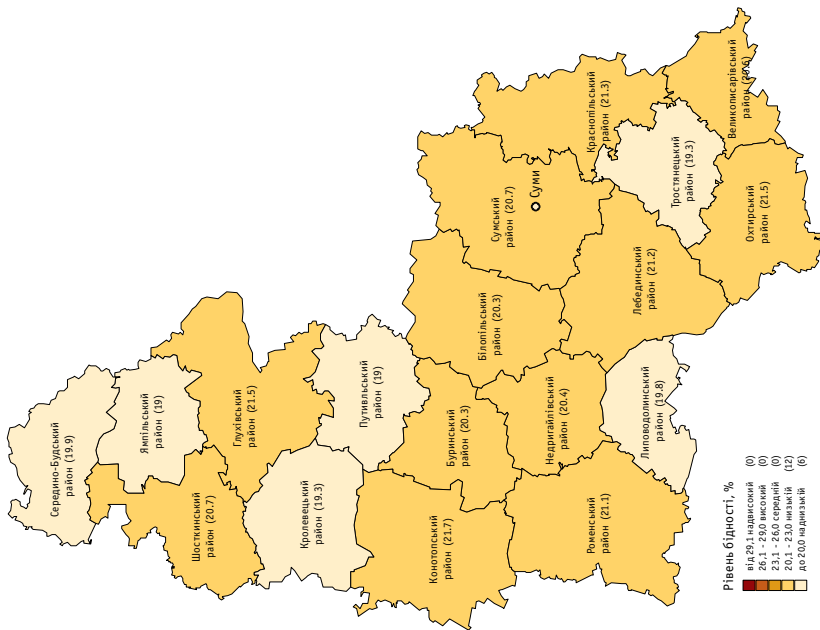 Середино-Будський
район (19.9)
Ямпільський
район (19)
Шосткинський
район (20.7)
Глухівський
район (21.5)
Кролевецький
район (19.3)
Путивльський
район (19)
Конотопський
район (21.7)
Буринський
район (20.3)
Білопільський
район (20.3)
Сумський
район (20.7)
Суми
Краснопільський
район (21.3)
Великописарівський
район (20.6)
Тростянецький
район (19.3)
Охтирський
район (21.5)
Лебединський
район (21.2)
Недригайлівський
район (20.4)
Липоводолинський
район (19.8)
Роменський
район (21.1)
Рівень бідності, %
від 29,1 надвисокий (0)
26,1 - 29,0 високий (0)
23,1 - 26,0 середній (0)
20,1 - 23,0 низькій (12)
до 20,0 наднизькій (6)